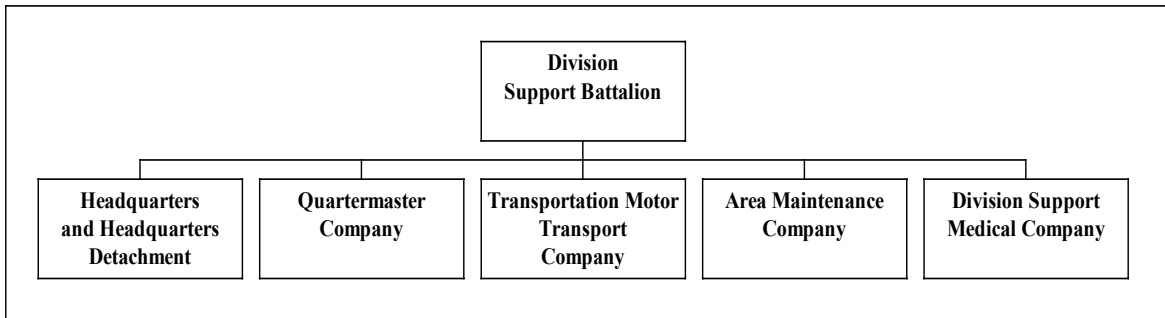 Division
Support Battalion
Headquarters
and Headquarters
Detachment
Quartermaster
Company
Transportation Motor
Transport
Company
Area Maintenance
Company
Division Support
Medical Company